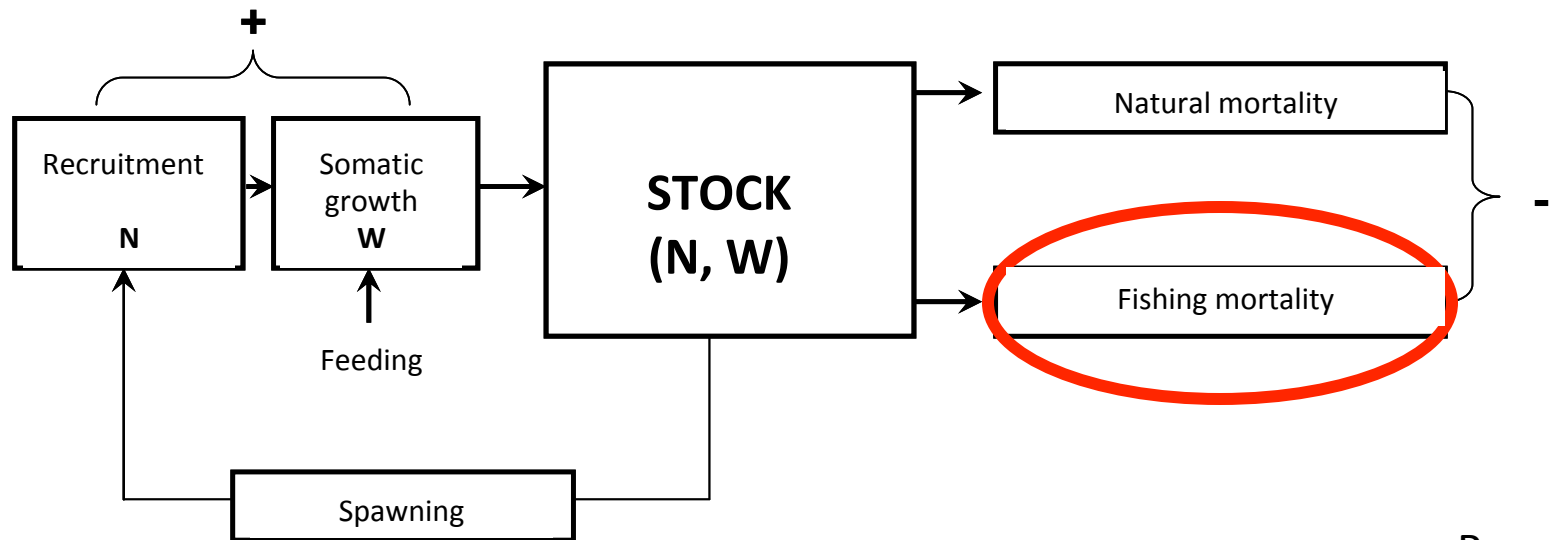 +
Recruitment
N
Somatic
growth
W
Feeding
STOCK
(N, W)
Natural mortality
Fishing mortality
-
Spawning